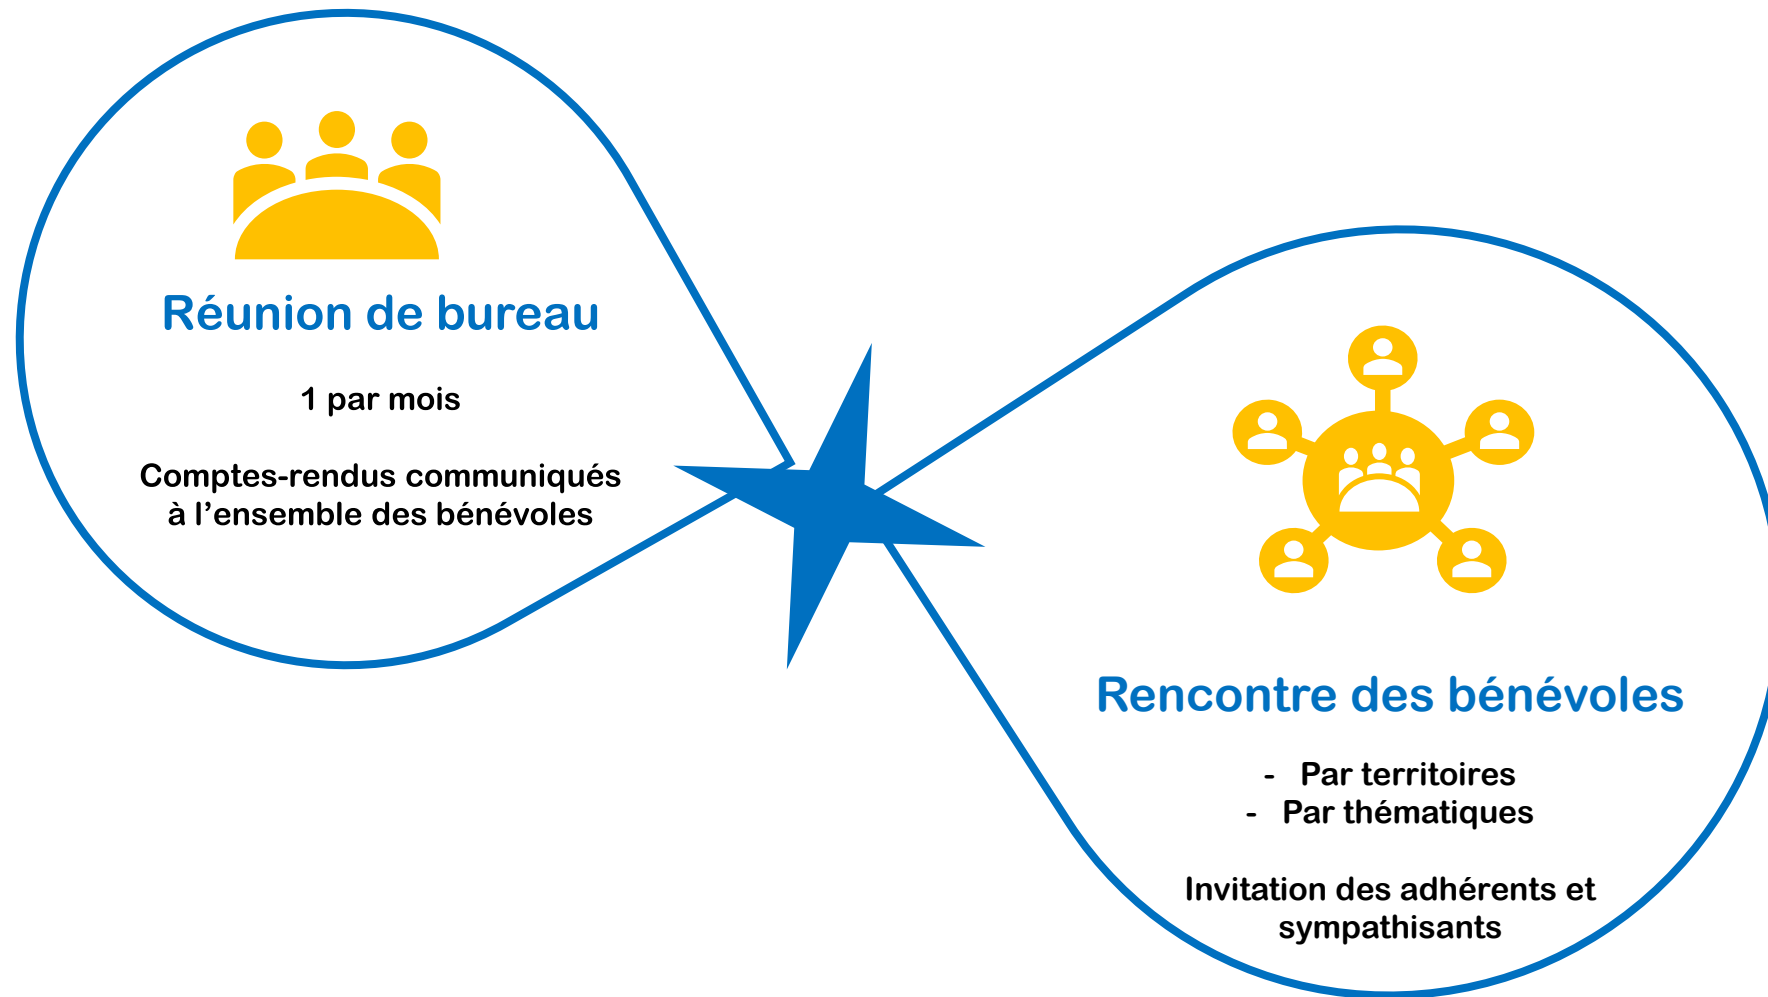 Réunion de bureau
1 par mois
Comptes-rendus communiqués
à l’ensemble des bénévoles
Rencontre des bénévoles
- Par territoires
- Par thématiques
Invitation des adhérents et
sympathisants